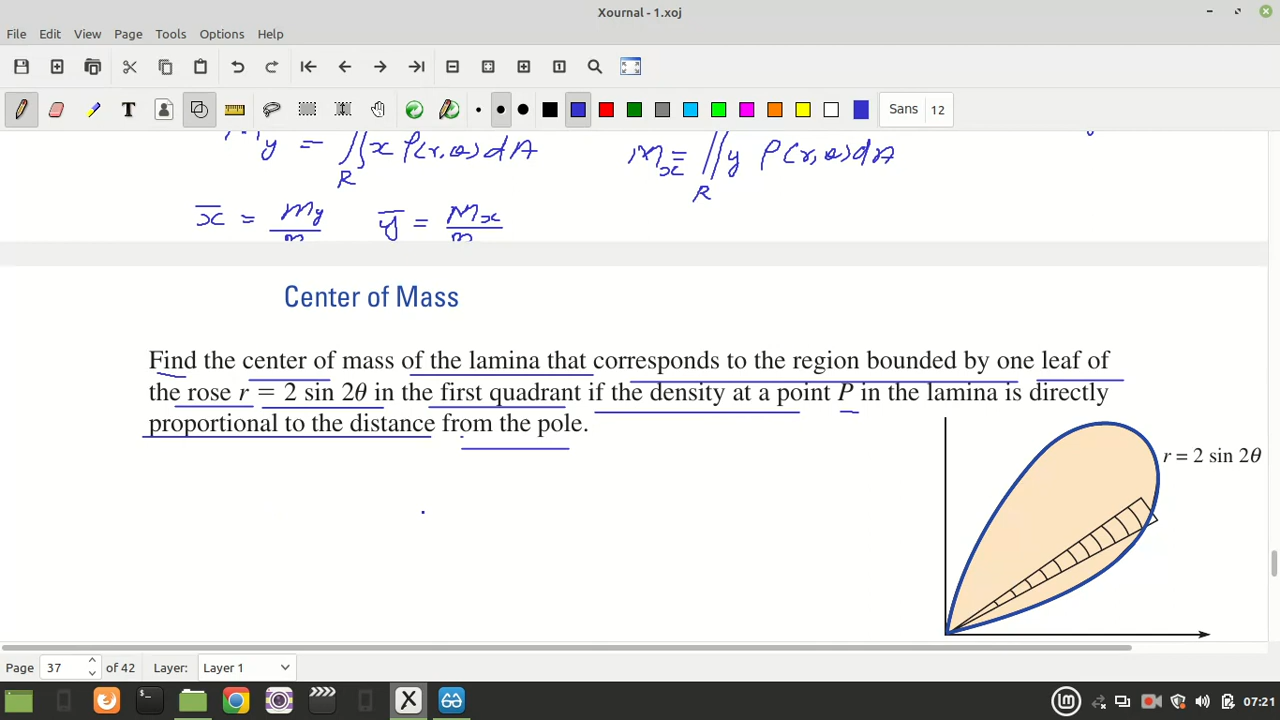 Xournal - 1.xoj
File Edit View Page Tools Options Help
Sans 12
My = ∬ x ρ(r,θ)dA Mx = ∬ y ρ(r,θ)dA
R R
x̄ = My ȳ = Mx
Center of Mass
Find the center of mass of the lamina that corresponds to the region bounded by one leaf of
the rose r = 2 sin 2θ in the first quadrant if the density at a point P in the lamina is directly
proportional to the distance from the pole.
r = 2 sin 2θ
Page 37 of 42 Layer: Layer 1
07:21